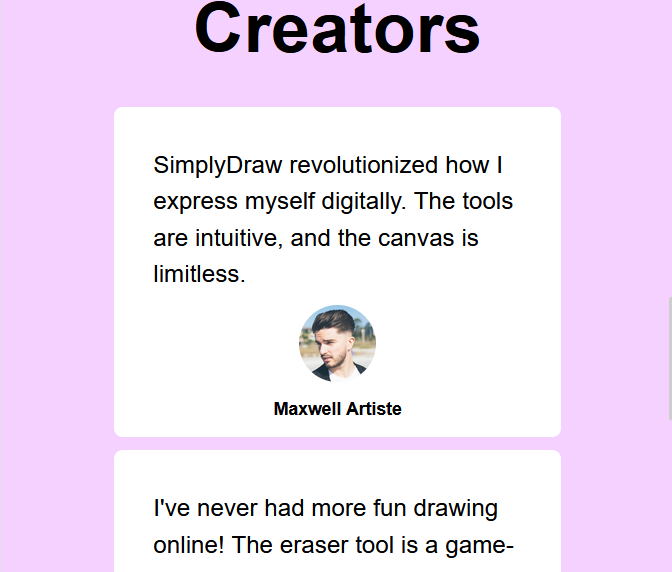 Creators
SimplyDraw revolutionized how I
express myself digitally. The tools
are intuitive, and the canvas is
limitless.
Maxwell Artiste
I've never had more fun drawing
online! The eraser tool is a game-